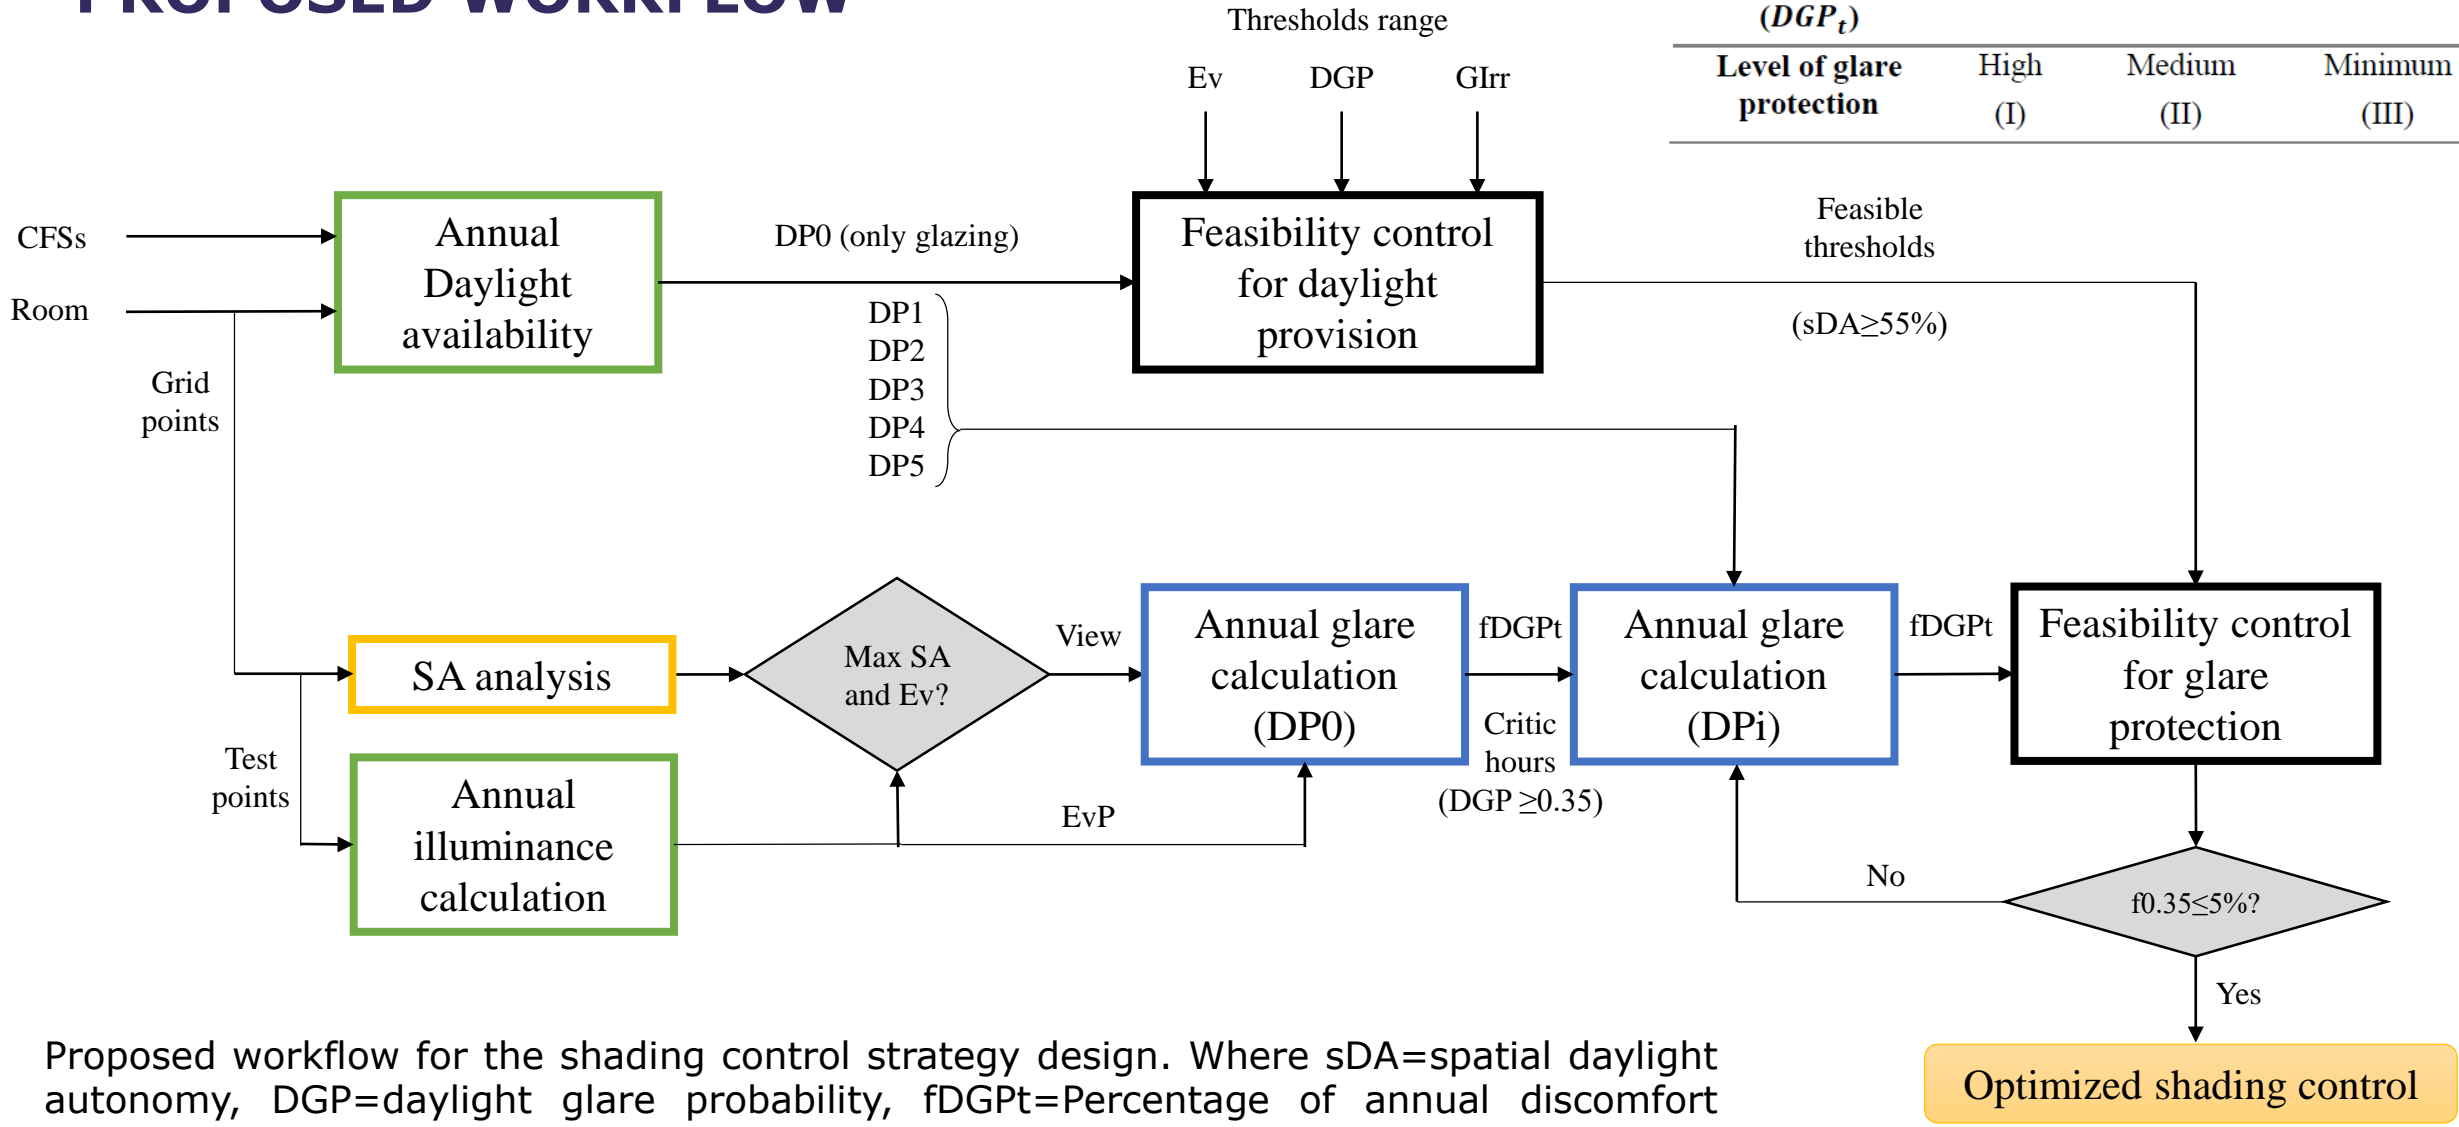 PROPOSED WORKFLOW
Thresholds range
Ev DGP GIrr
(DGPt)
Level of glare protection High Medium Minimum
(I) (II) (III)
CFSs
Room
Annual
Daylight
availability
DP0 (only glazing)
DP1
DP2
DP3
DP4
DP5
Feasibility control
for daylight
provision
Feasible
thresholds
(sDA≥55%)
Grid
points
SA analysis
Max SA
and Ev?
View
Annual glare
calculation
(DP0)
fDGPt
Critic
hours
(DGP ≥0.35)
Annual glare
calculation
(DPi)
fDGPt
Feasibility control
for glare
protection
Test
points
Annual
illuminance
calculation
EvP
No
f0.35≤5%?
Yes
Optimized shading control
Proposed workflow for the shading control strategy design. Where sDA=spatial daylight
autonomy, DGP=daylight glare probability, fDGPt=Percentage of annual discomfort